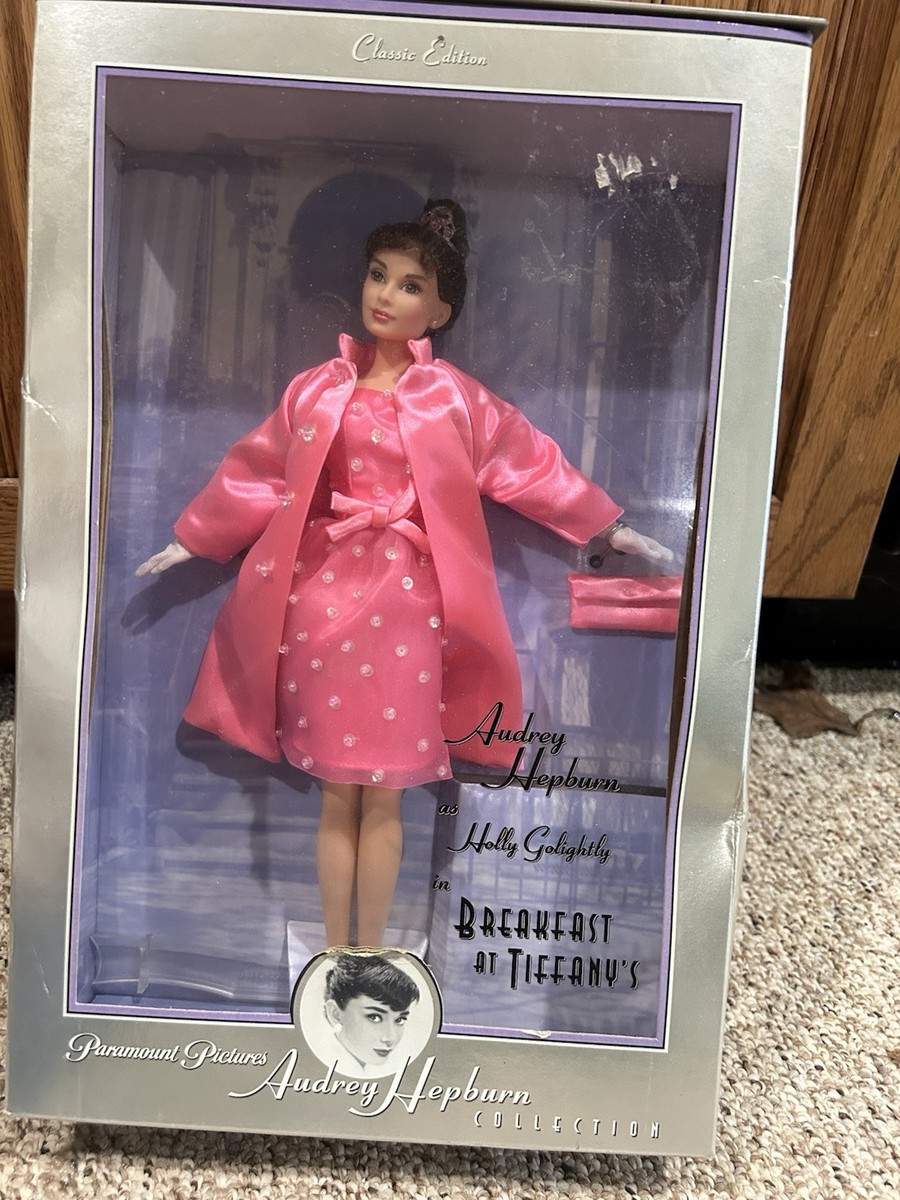 Classic Edition
Audrey
Hepburn
as
Holly Golightly
in
BREAKFAST
AT TIFFANY'S
Paramount Pictures
Audrey Hepburn
COLLECTION